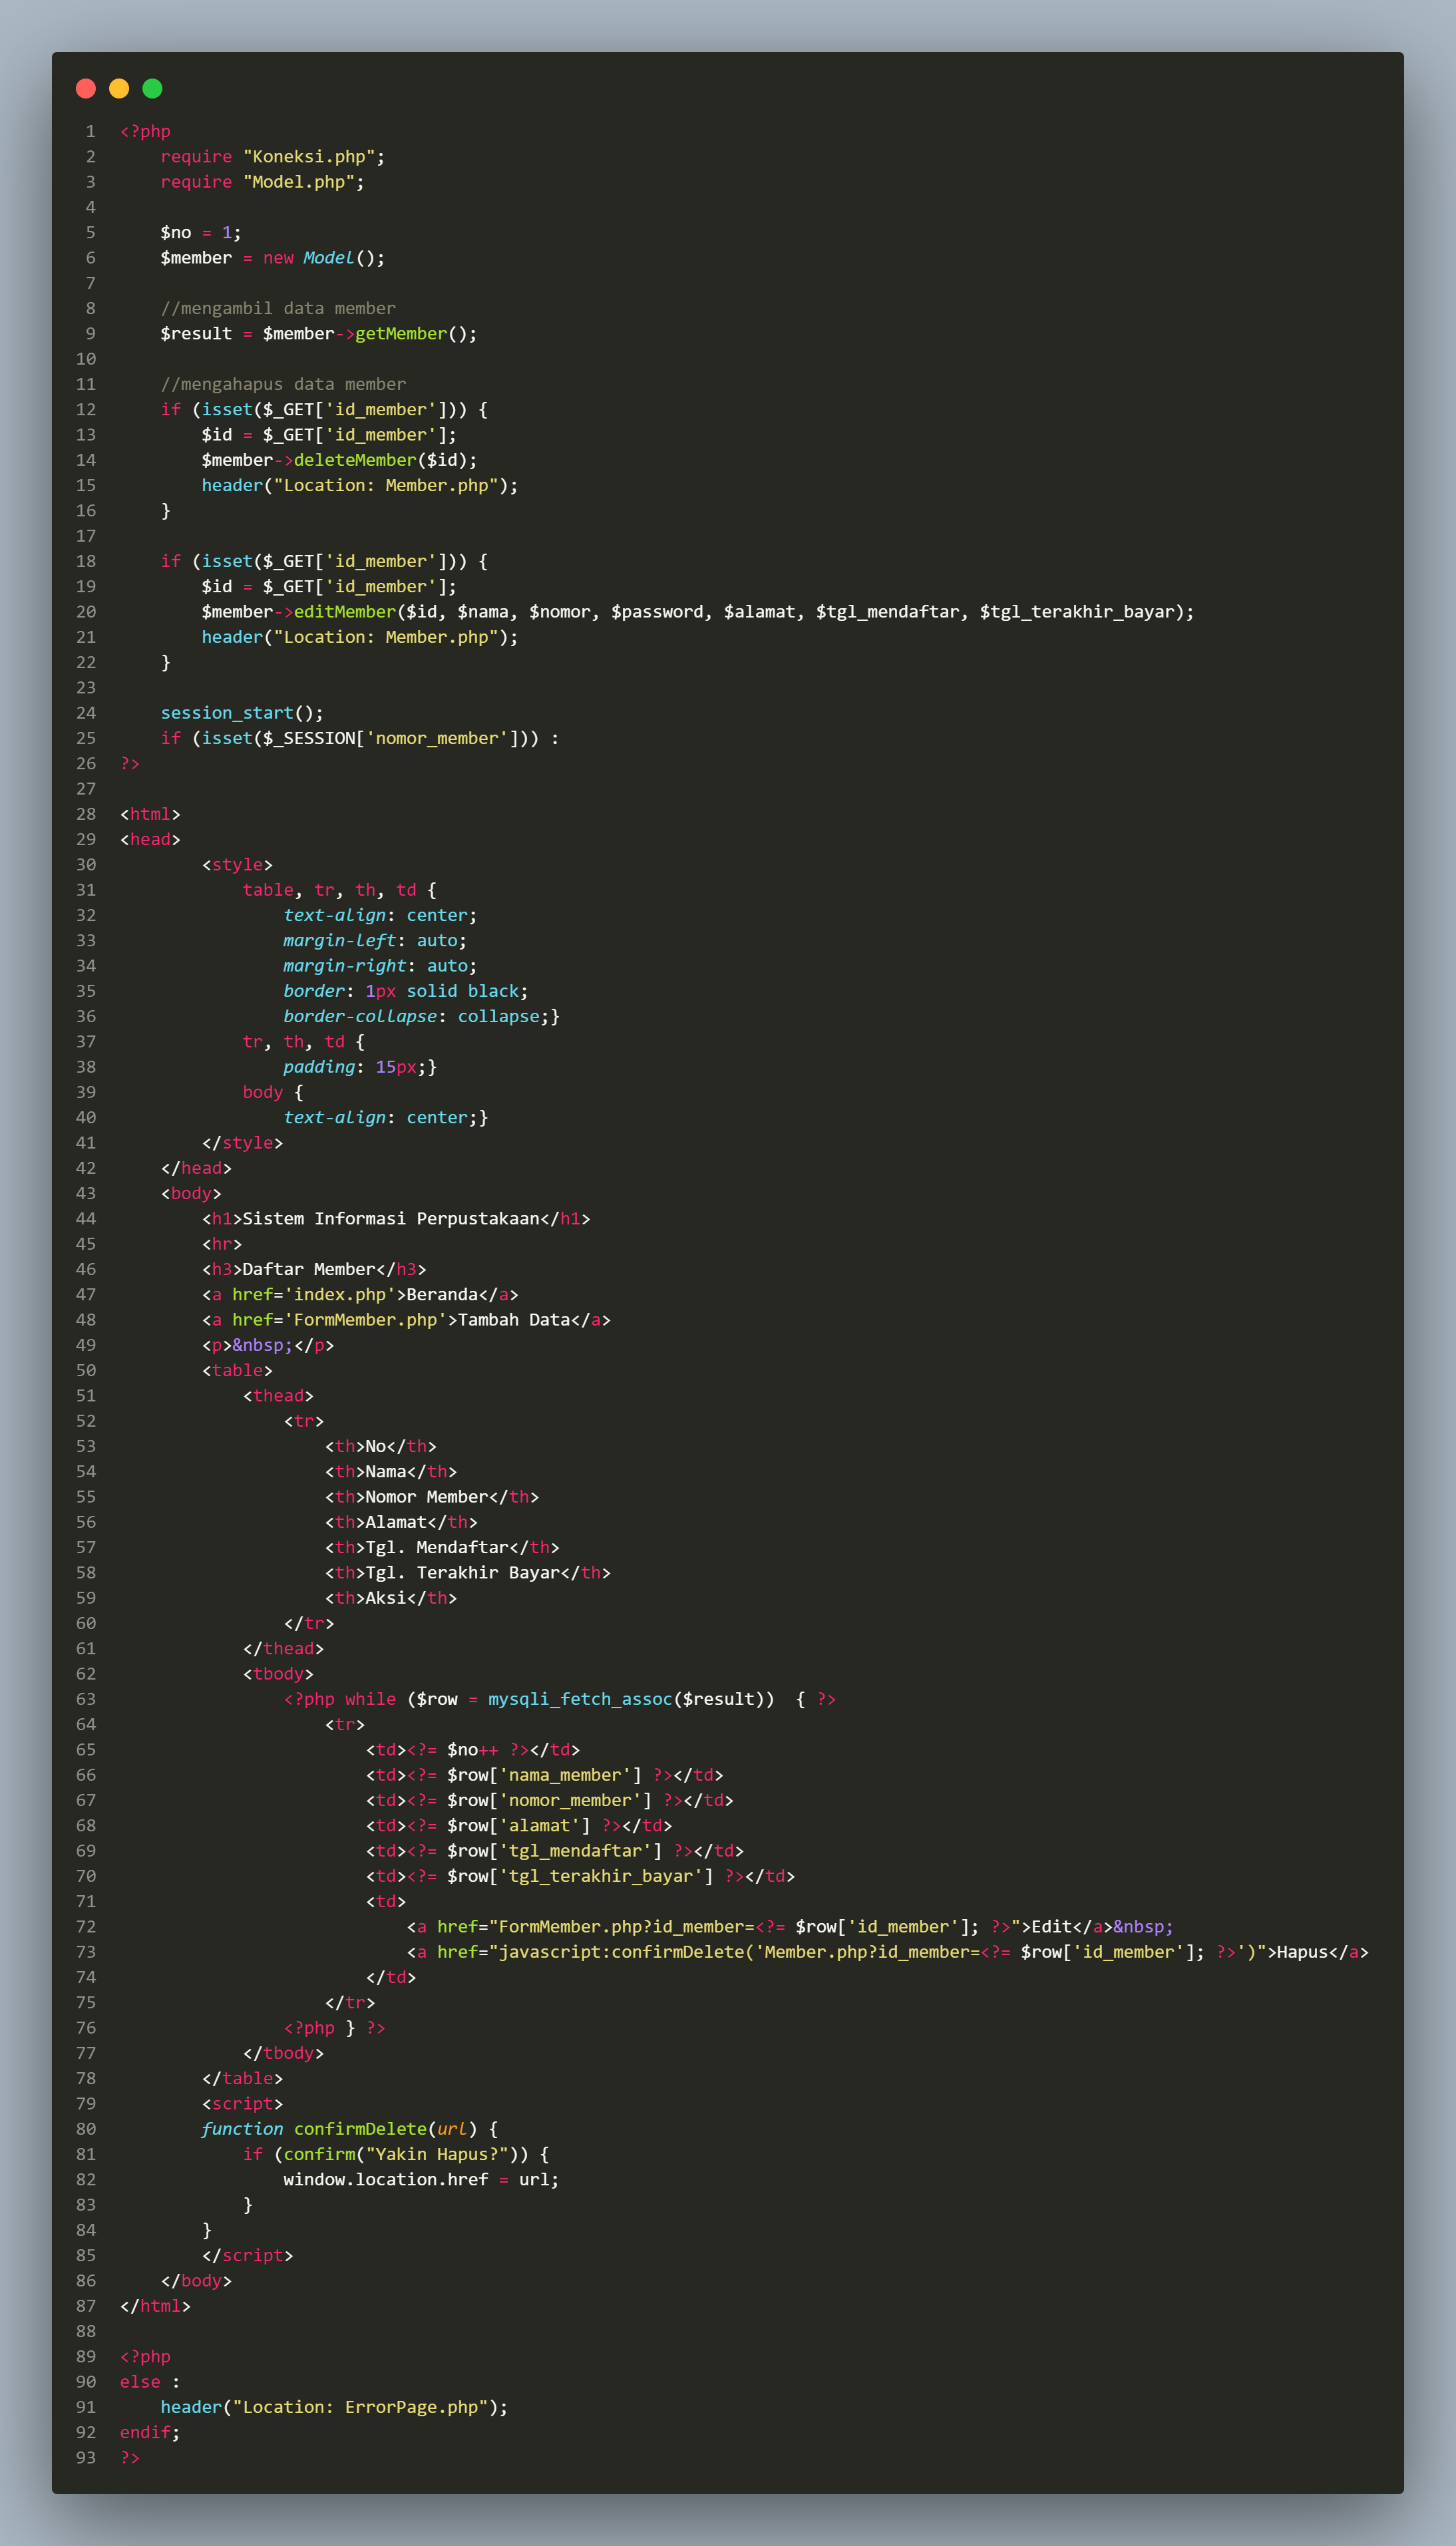 1 <?php
2     require "Koneksi.php";
3     require "Model.php";
4
5     $no = 1;
6     $member = new Model();
7
8     //mengambil data member
9     $result = $member->getMember();
10
11     //mengahapus data member
12     if (isset($_GET['id_member'])) {
13         $id = $_GET['id_member'];
14         $member->deleteMember($id);
15         header("Location: Member.php");
16     }
17
18     if (isset($_GET['id_member'])) {
19         $id = $_GET['id_member'];
20         $member->editMember($id, $nama, $nomor, $password, $alamat, $tgl_mendaftar, $tgl_terakhir_bayar);
21         header("Location: Member.php");
22     }
23
24     session_start();
25     if (isset($_SESSION['nomor_member'])) :
26 ?>
27
28 <html>
29 <head>
30         <style>
31             table, tr, th, td {
32                 text-align: center;
33                 margin-left: auto;
34                 margin-right: auto;
35                 border: 1px solid black;
36                 border-collapse: collapse;}
37             tr, th, td {
38                 padding: 15px;}
39             body {
40                 text-align: center;}
41         </style>
42     </head>
43     <body>
44         <h1>Sistem Informasi Perpustakaan</h1>
45         <hr>
46         <h3>Daftar Member</h3>
47         <a href='index.php'>Beranda</a>
48         <a href='FormMember.php'>Tambah Data</a>
49         <p>&nbsp;</p>
50         <table>
51             <thead>
52                 <tr>
53                     <th>No</th>
54                     <th>Nama</th>
55                     <th>Nomor Member</th>
56                     <th>Alamat</th>
57                     <th>Tgl. Mendaftar</th>
58                     <th>Tgl. Terakhir Bayar</th>
59                     <th>Aksi</th>
60                 </tr>
61             </thead>
62             <tbody>
63                 <?php while ($row = mysqli_fetch_assoc($result))  { ?>
64                     <tr>
65                         <td><?= $no++ ?></td>
66                         <td><?= $row['nama_member'] ?></td>
67                         <td><?= $row['nomor_member'] ?></td>
68                         <td><?= $row['alamat'] ?></td>
69                         <td><?= $row['tgl_mendaftar'] ?></td>
70                         <td><?= $row['tgl_terakhir_bayar'] ?></td>
71                         <td>
72                             <a href="FormMember.php?id_member=<?= $row['id_member']; ?>">Edit</a>&nbsp;
73                             <a href="javascript:confirmDelete('Member.php?id_member=<?= $row['id_member']; ?>')">Hapus</a>
74                         </td>
75                     </tr>
76                 <?php } ?>
77             </tbody>
78         </table>
79         <script>
80         function confirmDelete(url) {
81             if (confirm("Yakin Hapus?")) {
82                 window.location.href = url;
83             }
84         }
85         </script>
86     </body>
87 </html>
88
89 <?php
90 else :
91     header("Location: ErrorPage.php");
92 endif;
93 ?>